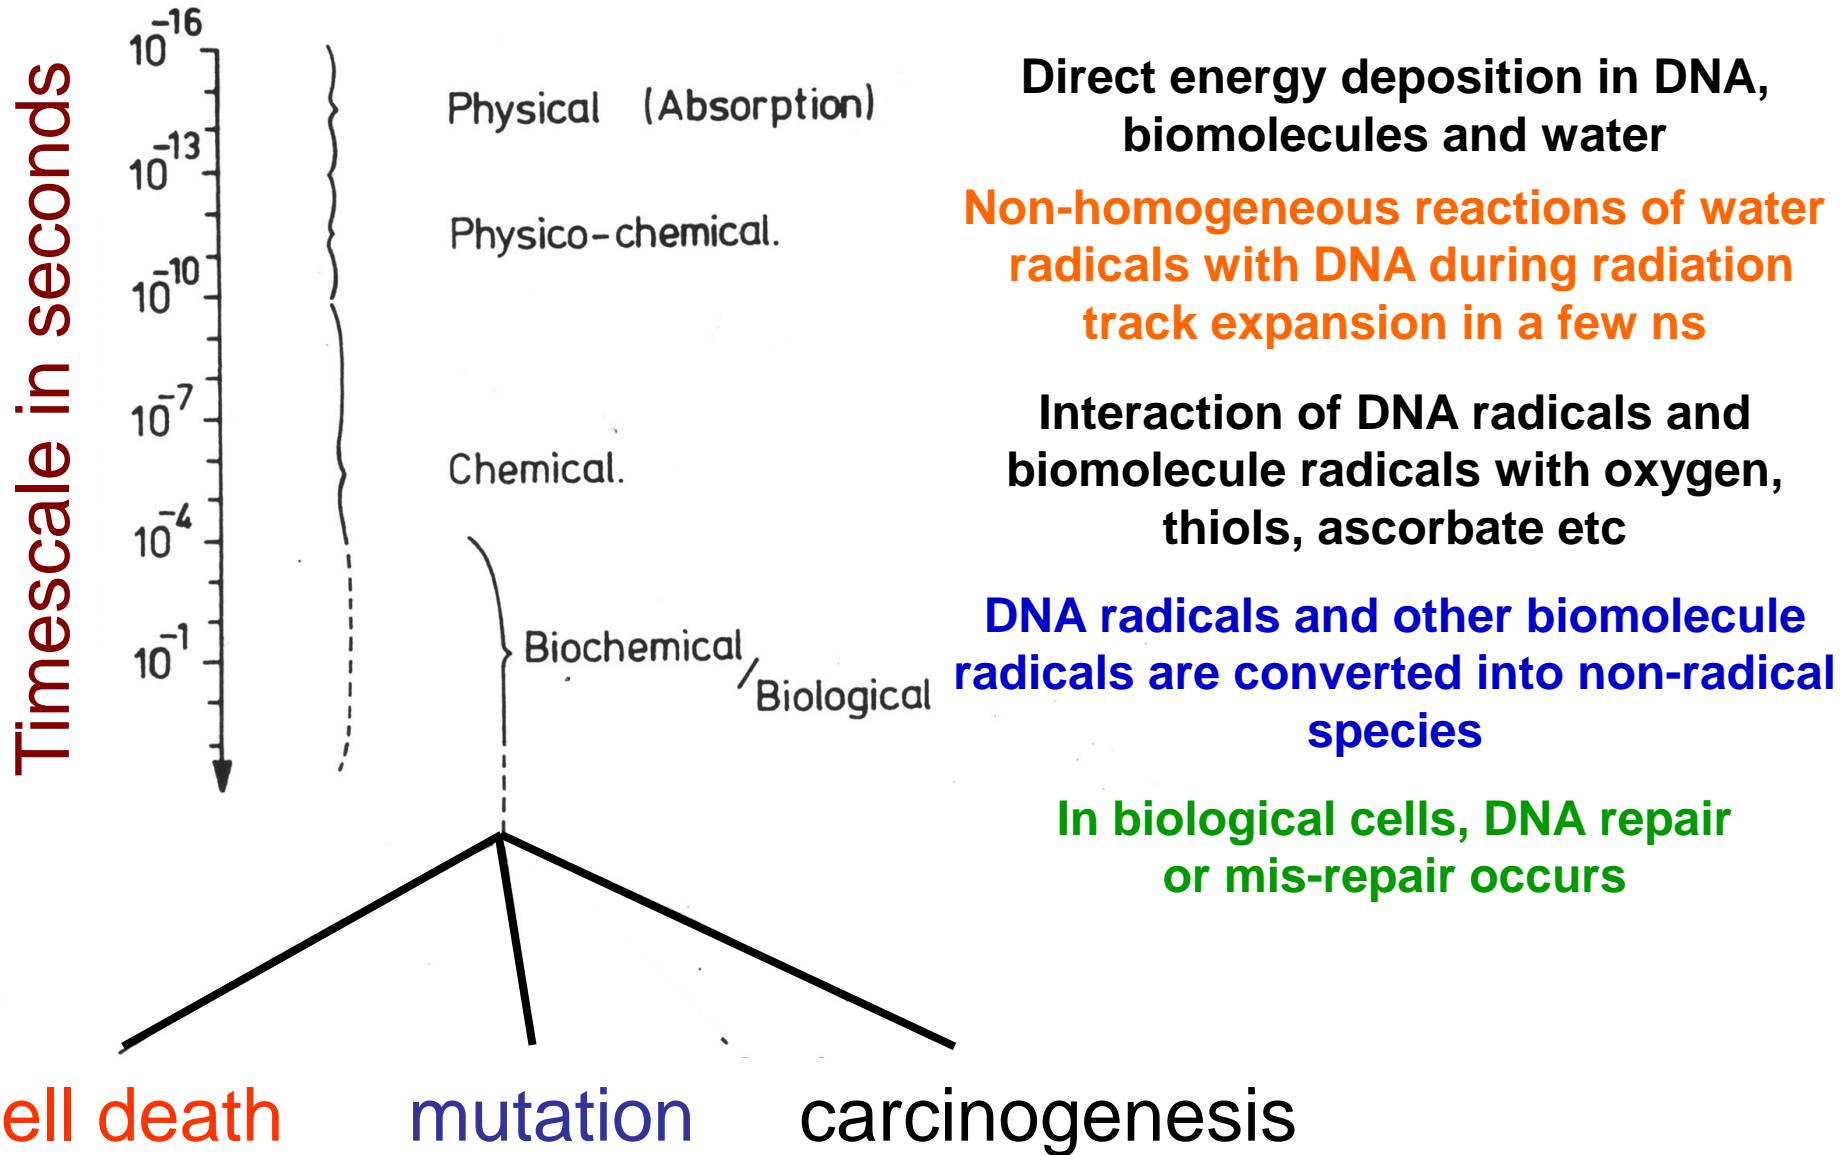 Timescale in seconds
10^-16
10^-13
10^-10
10^-7
10^-4
10^-1
Physical (Absorption)
Physico-chemical.
Chemical.
Biochemical/
Biological
Direct energy deposition in DNA,
biomolecules and water
Non-homogeneous reactions of water
radicals with DNA during radiation
track expansion in a few ns
Interaction of DNA radicals and
biomolecule radicals with oxygen,
thiols, ascorbate etc
DNA radicals and other biomolecule
radicals are converted into non-radical
species
In biological cells, DNA repair
or mis-repair occurs
ell death
mutation
carcinogenesis